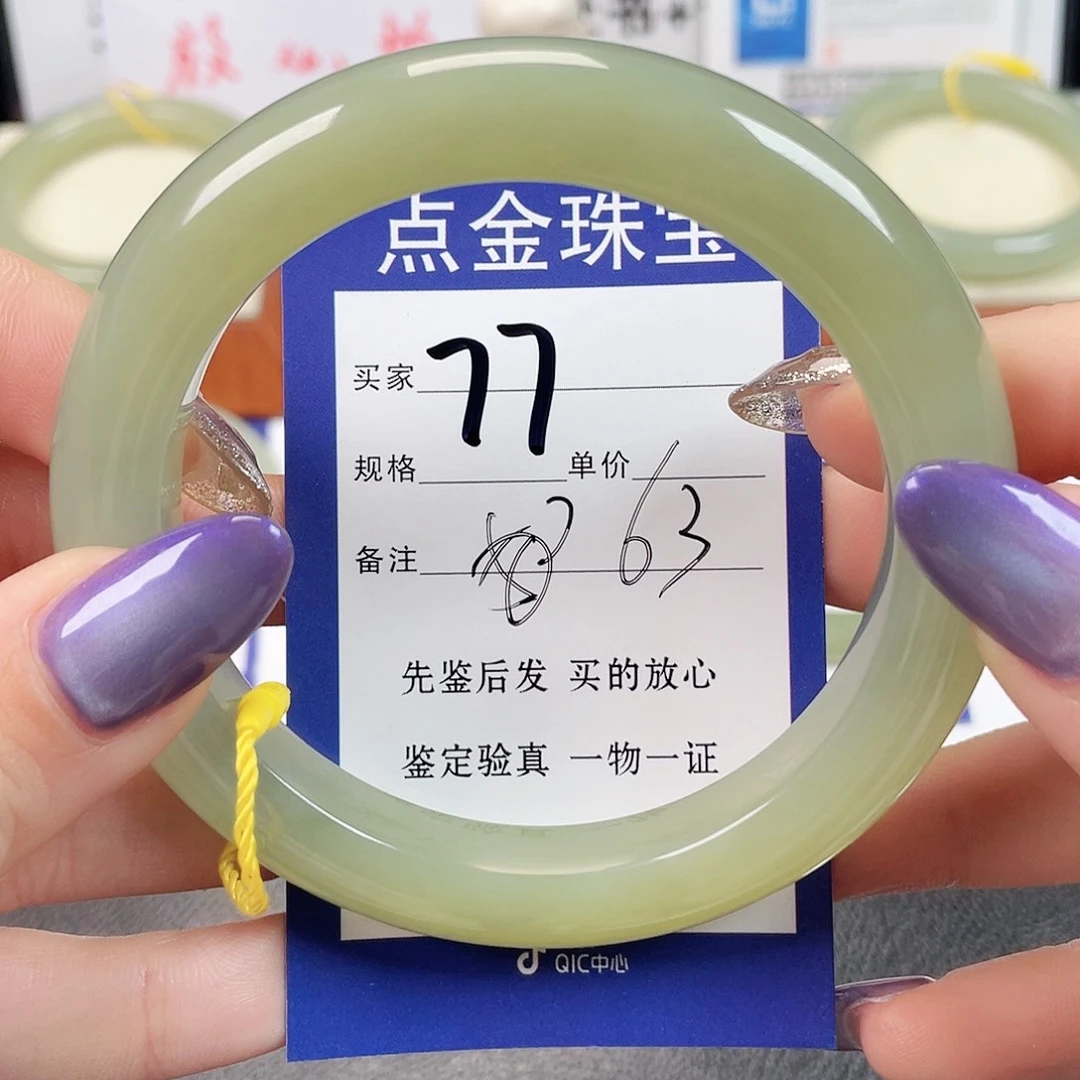 点金珠宝
买家 77
规格 单价
备注 63
先鉴后发 买的放心
鉴定验真 一物一证
QIC中心